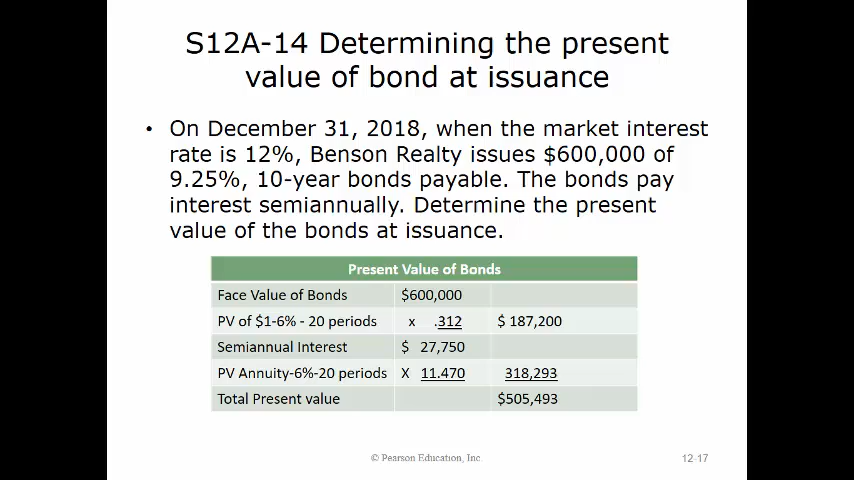 S12A-14 Determining the present
value of bond at issuance
• On December 31, 2018, when the market interest
rate is 12%, Benson Realty issues $600,000 of
9.25%, 10-year bonds payable. The bonds pay
interest semiannually. Determine the present
value of the bonds at issuance.
Present Value of Bonds
Face Value of Bonds $600,000
PV of $1-6% - 20 periods x .312 $ 187,200
Semiannual Interest $ 27,750
PV Annuity-6%-20 periods X 11.470 318,293
Total Present value $505,493
© Pearson Education, Inc. 12-17